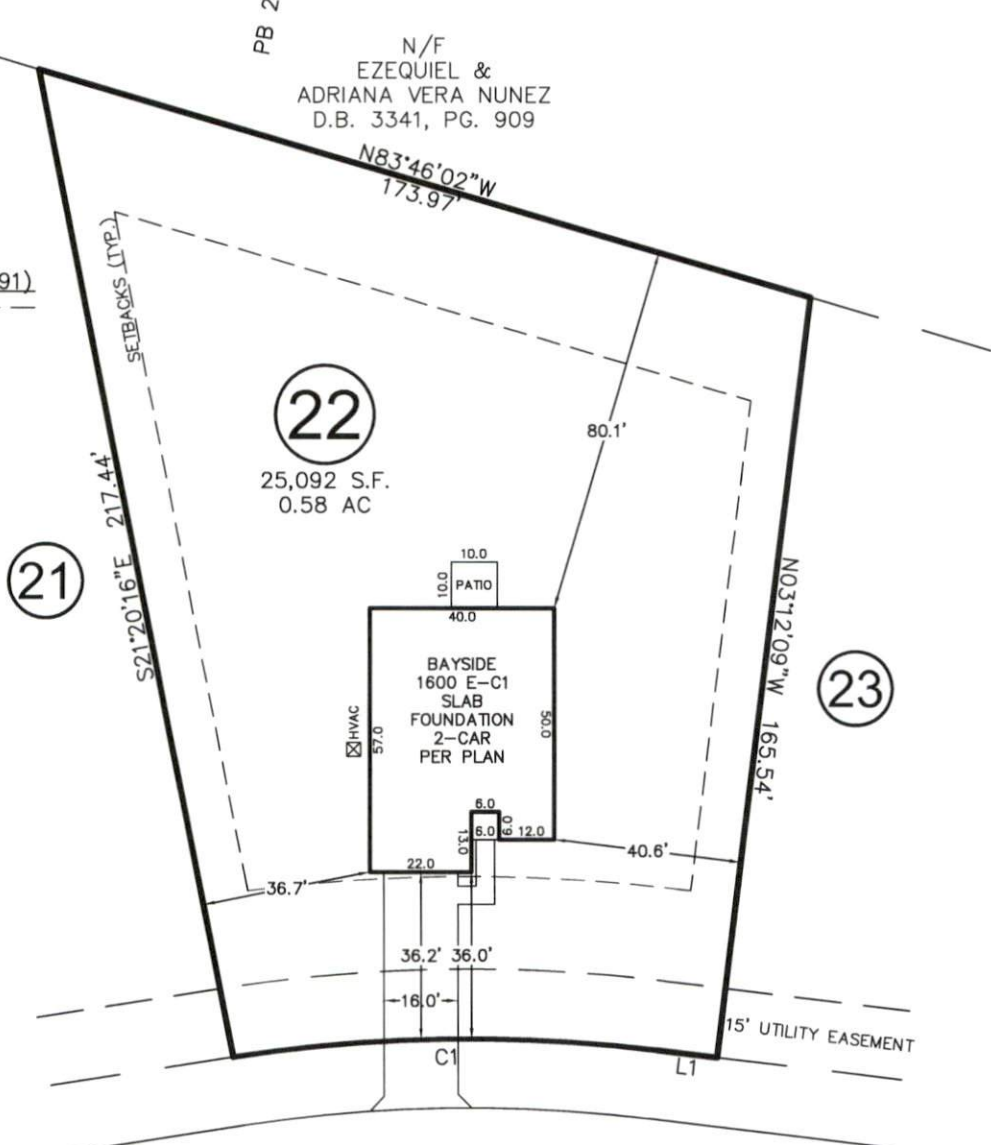 PB 2
N/F
EZEQUIEL &
ADRIANA VERA NUNEZ
D.B. 3341, PG. 909
N83°46'02"W
173.97'
91)
SETBACKS (TYP.)
22
25,092 S.F.
0.58 AC
80.1'
S21°20'16"E 217.44'
21
10.0
10.0
PATIO
40.0
N03°12'09"W 165.54'
23
BAYSIDE
1600 E-C1
SLAB
FOUNDATION
2-CAR
PER PLAN
HVAC
57.0
50.0
6.0
13.0
6.0
6.0
12.0
22.0
40.6'
36.7'
36.2'
36.0'
16.0'
15' UTILITY EASEMENT
C1
L1